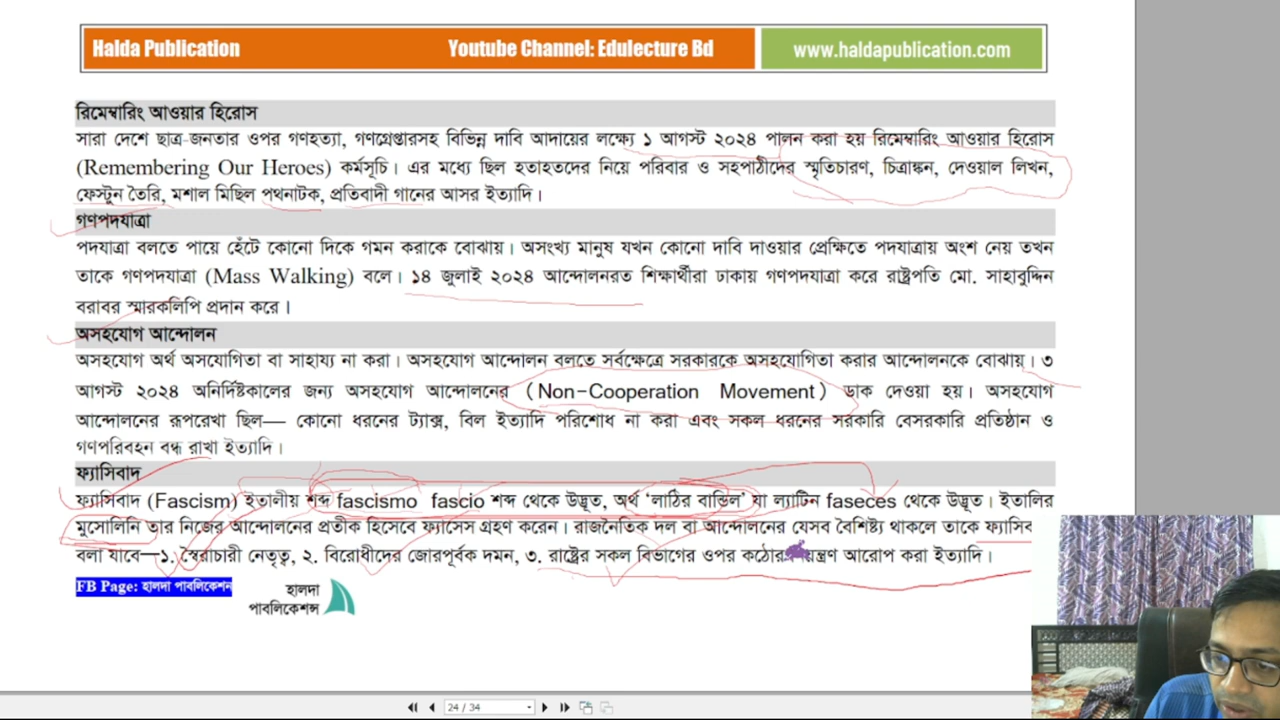 Halda Publication Youtube Channel: Edulecture Bd www.haldapublication.com
রিমেম্বারিং আওয়ার হিরোস
সারা দেশে ছাত্র-জনতার ওপর গণহত্যা, গণগ্রেপ্তারসহ বিভিন্ন দাবি আদায়ের লক্ষ্যে ১ আগস্ট ২০২৪ পালন করা হয় রিমেম্বারিং আওয়ার হিরোস
(Remembering Our Heroes) কর্মসূচি। এর মধ্যে ছিল হতাহতদের নিয়ে পরিবার ও সহপাঠীদের স্মৃতিচারণ, চিত্রাঙ্কন, দেওয়াল লিখন,
ফেস্টুন তৈরি, মশাল মিছিল পথনাটক, প্রতিবাদী গানের আসর ইত্যাদি।
গণপদযাত্রা
পদযাত্রা বলতে পায়ে হেঁটে কোনো দিকে গমন করাকে বোঝায়। অসংখ্য মানুষ যখন কোনো দাবি দাওয়ার প্রেক্ষিতে পদযাত্রায় অংশ নেয় তখন
তাকে গণপদযাত্রা (Mass Walking) বলে। ১৪ জুলাই ২০২৪ আন্দোলনরত শিক্ষার্থীরা ঢাকায় গণপদযাত্রা করে রাষ্ট্রপতি মো. সাহাবুদ্দিন
বরাবর স্মারকলিপি প্রদান করে।
অসহযোগ আন্দোলন
অসহযোগ অর্থ অসযোগিতা বা সাহায্য না করা। অসহযোগ আন্দোলন বলতে সর্বক্ষেত্রে সরকারকে অসহযোগিতা করার আন্দোলনকে বোঝায়। ৩
আগস্ট ২০২৪ অনির্দিষ্টকালের জন্য অসহযোগ আন্দোলনের (Non-Cooperation Movement) ডাক দেওয়া হয়। অসহযোগ
আন্দোলনের রূপরেখা ছিল— কোনো ধরনের ট্যাক্স, বিল ইত্যাদি পরিশোধ না করা এবং সকল ধরনের সরকারি বেসরকারি প্রতিষ্ঠান ও
গণপরিবহন বন্ধ রাখা ইত্যাদি।
ফ্যাসিবাদ
ফ্যাসিবাদ (Fascism) ইতালীয় শব্দ fascismo fascio শব্দ থেকে উদ্ভূত, অর্থ ‘লাঠির বান্ডিল’ যা ল্যাটিন faseces থেকে উদ্ভূত। ইতালির
মুসোলিনি তার নিজের আন্দোলনের প্রতীক হিসেবে ফ্যাসেস গ্রহণ করেন। রাজনৈতিক দল বা আন্দোলনের যেসব বৈশিষ্ট্য থাকলে তাকে
বলা যাবে—১. স্বৈরাচারী নেতৃত্ব, ২. বিরোধীদের জোরপূর্বক দমন, ৩. রাষ্ট্রের সকল বিভাগের ওপর কঠোর আরোপ করা ইত্যাদি।
FB Page: হালদা পাবলিকেশন
হালদা
পাবলিকেশন্স
24 / 34